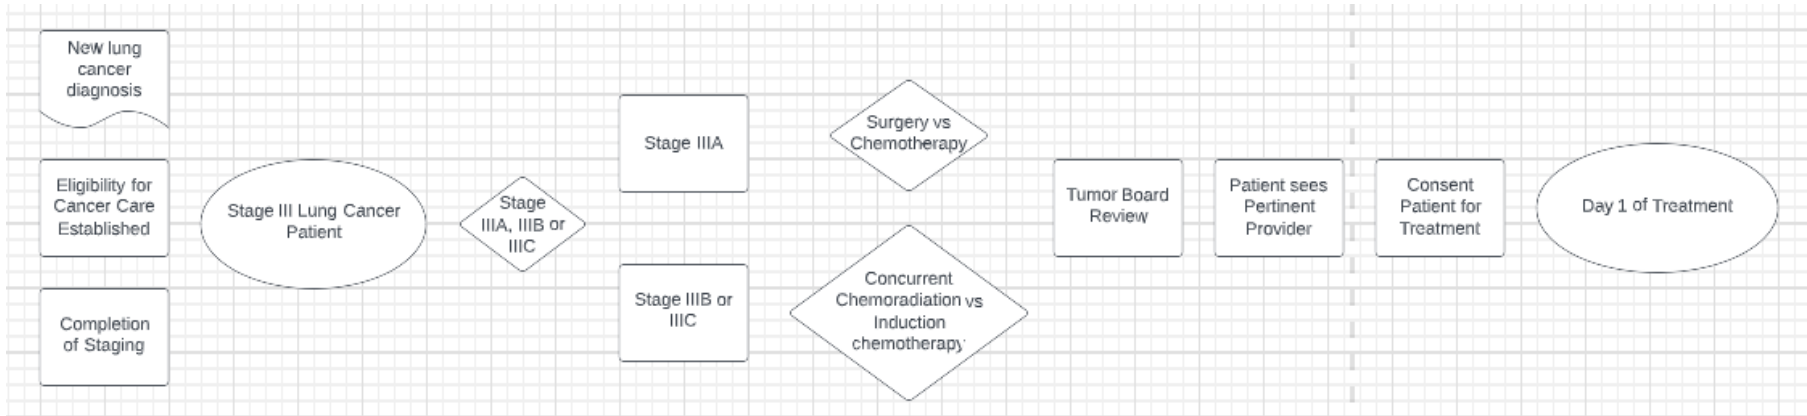 New lung
cancer
diagnosis
Eligibility for
Cancer Care
Established
Completion
of Staging
Stage III Lung Cancer
Patient
Stage
IIIA, IIIB or
IIIC
Stage IIIA
Stage IIIB or
IIIC
Surgery vs
Chemotherapy
Concurrent
Chemoradiation vs
Induction
chemotherapy
Tumor Board
Review
Patient sees
Pertinent
Provider
Consent
Patient for
Treatment
Day 1 of Treatment